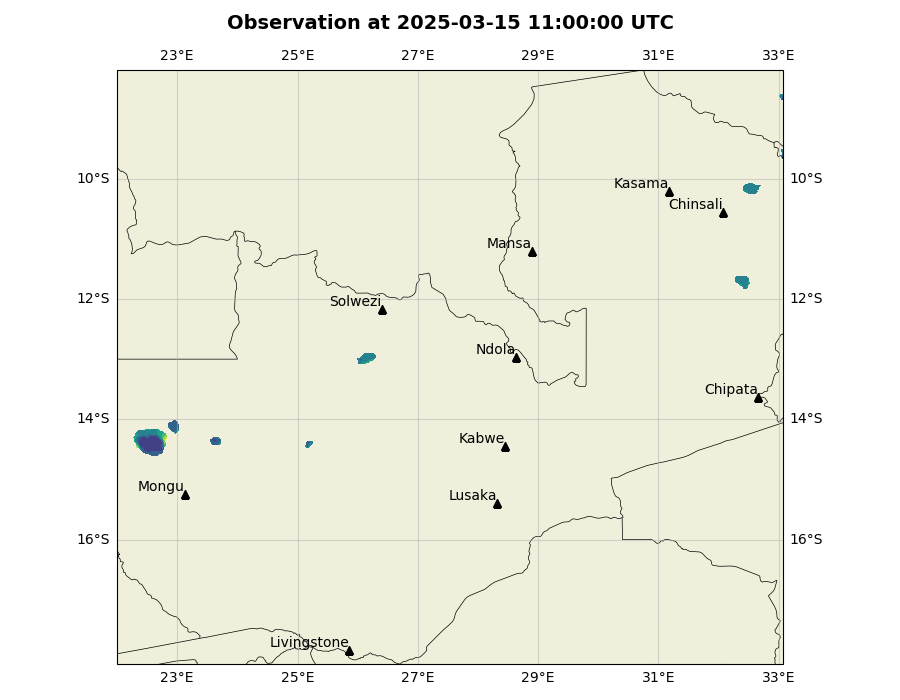 Observation at 2025-03-15 11:00:00 UTC
23°E 25°E 27°E 29°E 31°E 33°E
10°S 10°S
Kasama
Chinsali
Mansa
12°S 12°S
Solwezi
Ndola
Chipata
14°S 14°S
Kabwe
Mongu
Lusaka
16°S 16°S
Livingstone
23°E 25°E 27°E 29°E 31°E 33°E